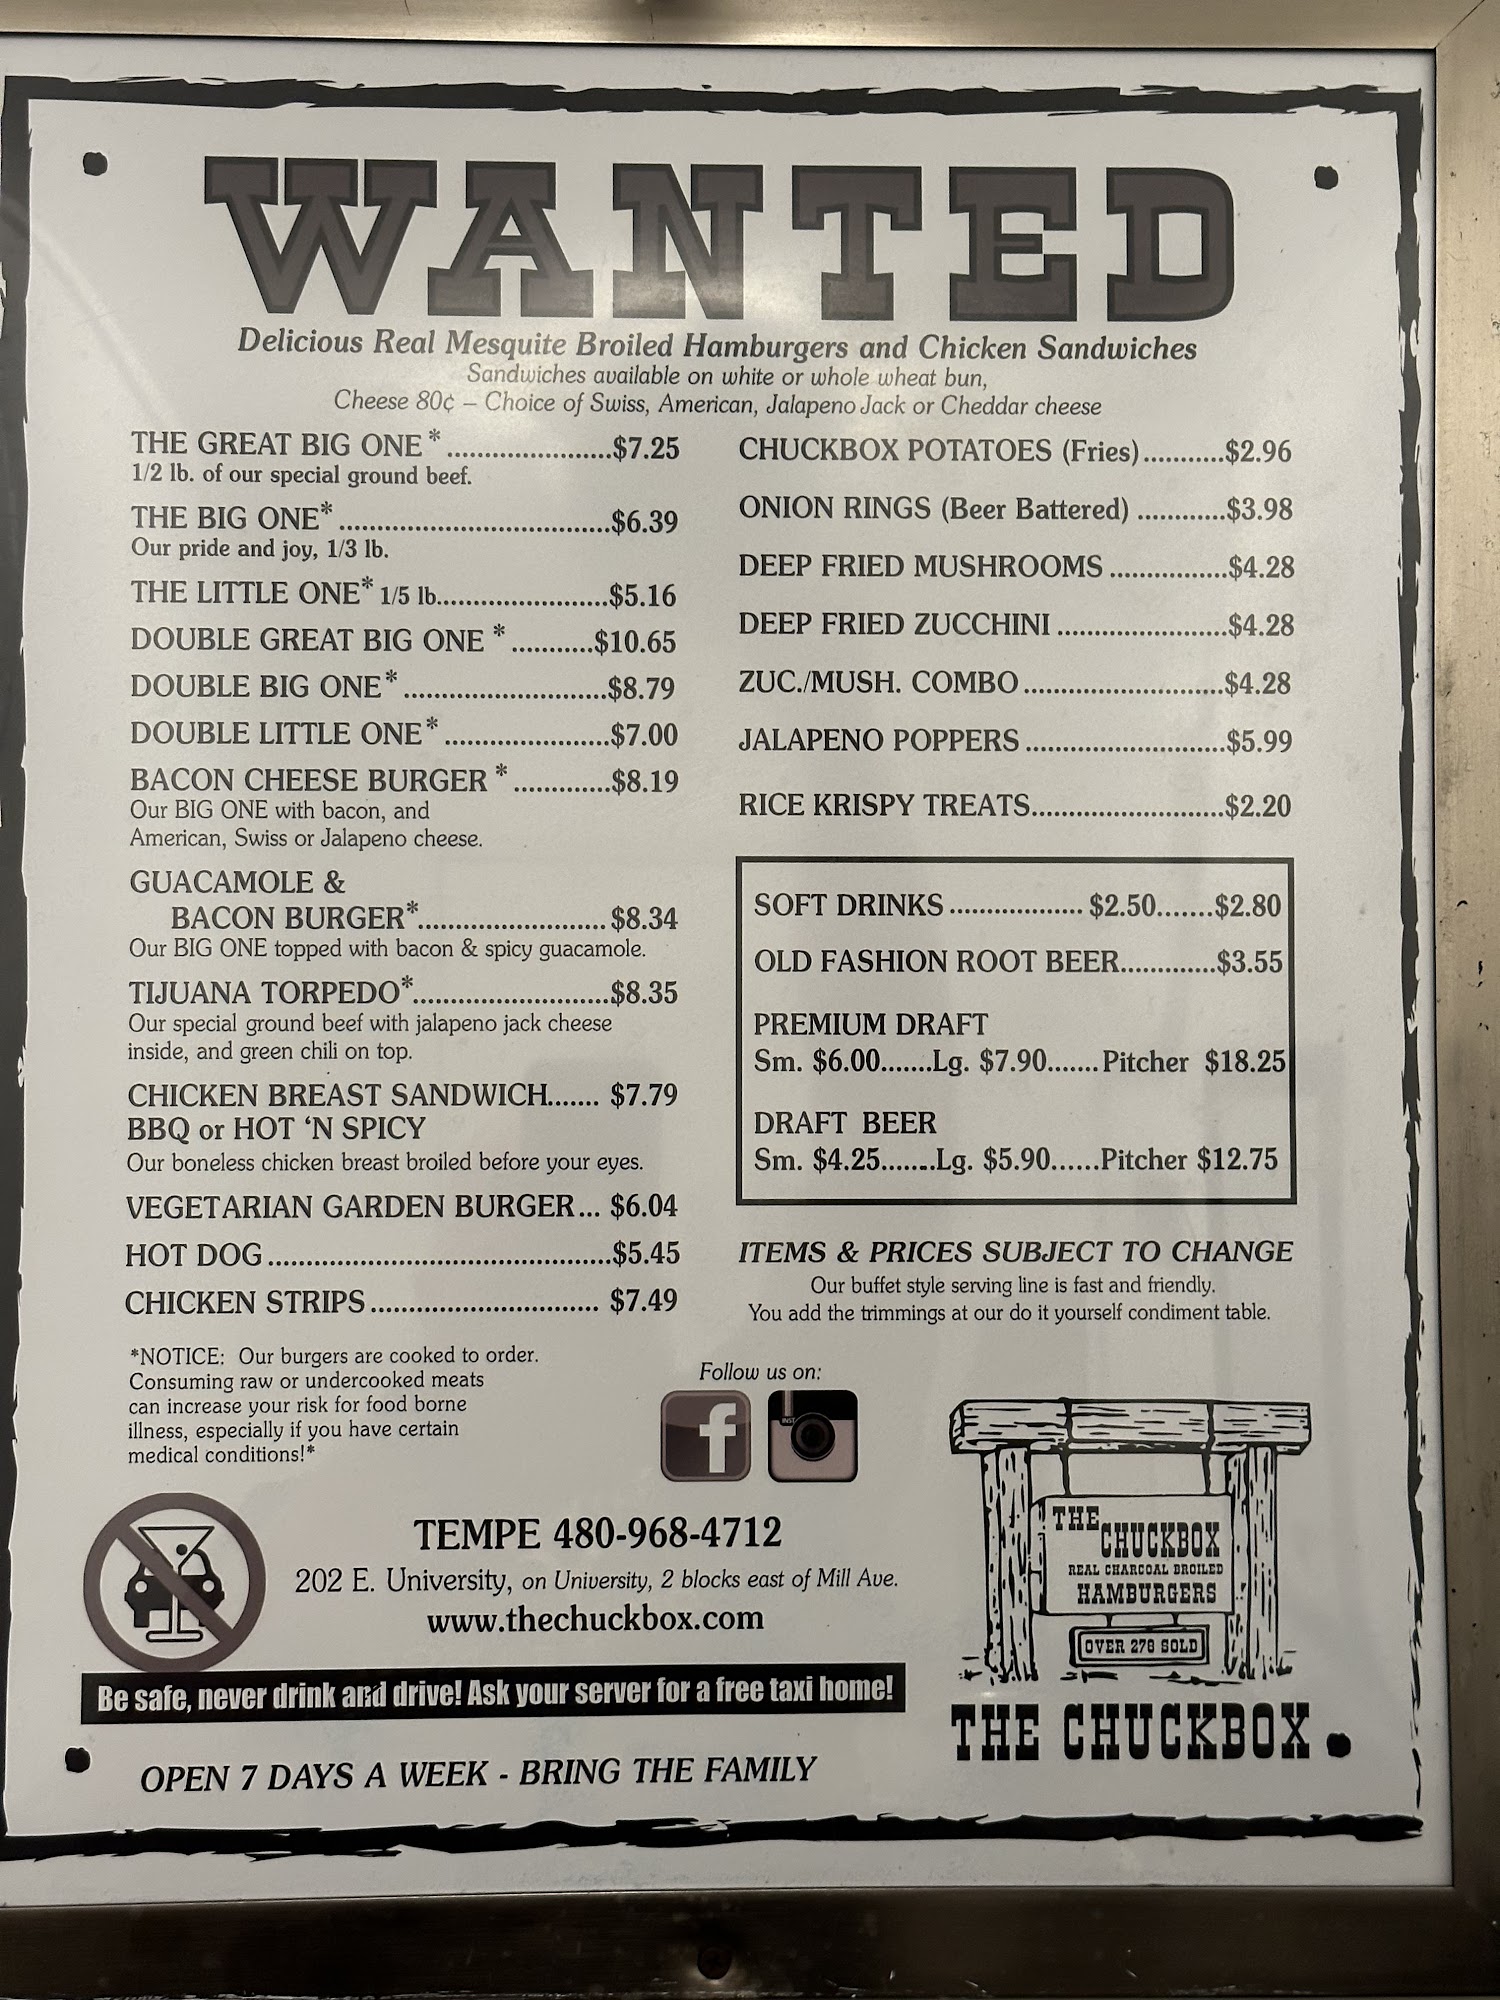 WANTED
Delicious Real Mesquite Broiled Hamburgers and Chicken Sandwiches
Sandwiches available on white or whole wheat bun,
Cheese 80¢ – Choice of Swiss, American, Jalapeno Jack or Cheddar cheese
THE GREAT BIG ONE*.......................$7.25
1/2 lb. of our special ground beef.
THE BIG ONE*......................................$6.39
Our pride and joy, 1/3 lb.
THE LITTLE ONE* 1/5 lb........................$5.16
DOUBLE GREAT BIG ONE *...........$10.65
DOUBLE BIG ONE*.............................$8.79
DOUBLE LITTLE ONE*.......................$7.00
BACON CHEESE BURGER *.............$8.19
Our BIG ONE with bacon, and
American, Swiss or Jalapeno cheese.
GUACAMOLE &
BACON BURGER*..........................$8.34
Our BIG ONE topped with bacon & spicy guacamole.
TIJUANA TORPEDO*...........................$8.35
Our special ground beef with jalapeno jack cheese
inside, and green chili on top.
CHICKEN BREAST SANDWICH....... $7.79
BBQ or HOT ‘N SPICY
Our boneless chicken breast broiled before your eyes.
VEGETARIAN GARDEN BURGER... $6.04
HOT DOG................................................$5.45
CHICKEN STRIPS................................ $7.49
*NOTICE: Our burgers are cooked to order.
Consuming raw or undercooked meats
can increase your risk for food borne
illness, especially if you have certain
medical conditions!*
CHUCKBOX POTATOES (Fries)...........$2.96
ONION RINGS (Beer Battered) ............$3.98
DEEP FRIED MUSHROOMS ................$4.28
DEEP FRIED ZUCCHINI .......................$4.28
ZUC./MUSH. COMBO............................$4.28
JALAPENO POPPERS ...........................$5.99
RICE KRISPY TREATS...........................$2.20
SOFT DRINKS................... $2.50.......$2.80
OLD FASHION ROOT BEER.............$3.55
PREMIUM DRAFT
Sm. $6.00.......Lg. $7.90....... Pitcher $18.25
DRAFT BEER
Sm. $4.25.......Lg. $5.90......Pitcher $12.75
ITEMS & PRICES SUBJECT TO CHANGE
Our buffet style serving line is fast and friendly.
You add the trimmings at our do it yourself condiment table.
Follow us on:
f
INST
TEMPE 480-968-4712
202 E. University, on University, 2 blocks east of Mill Ave.
www.thechuckbox.com
Be safe, never drink and drive! Ask your server for a free taxi home!
OPEN 7 DAYS A WEEK - BRING THE FAMILY
THE
CHUCKBOX
REAL CHARCOAL BROILED
HAMBURGERS
OVER 278 SOLD
THE CHUCKBOX